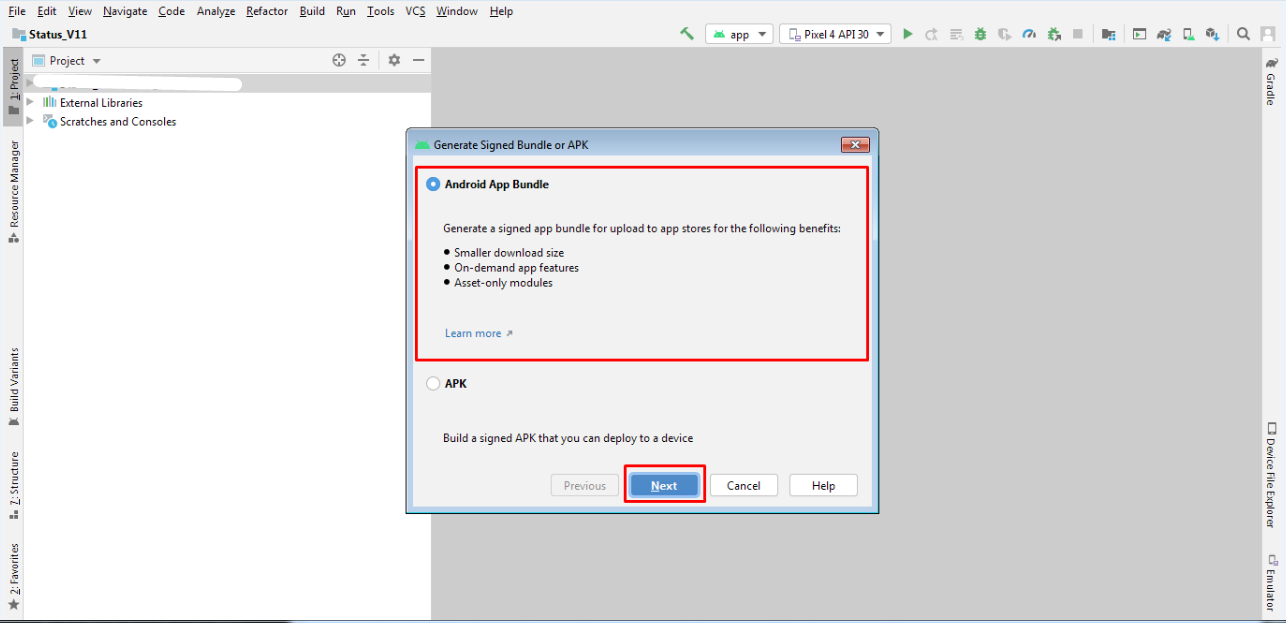 File Edit View Navigate Code Analyze Refactor Build Run Tools VCS Window Help
Status_V11
app
Pixel 4 API 30
1: Project
Project
External Libraries
Scratches and Consoles
Resource Manager
Build Variants
7: Structure
2: Favorites
Generate Signed Bundle or APK
Android App Bundle
Generate a signed app bundle for upload to app stores for the following benefits:
● Smaller download size
● On-demand app features
● Asset-only modules
Learn more ↗
APK
Build a signed APK that you can deploy to a device
Previous Next Cancel Help
Gradle
Device File Explorer
Emulator